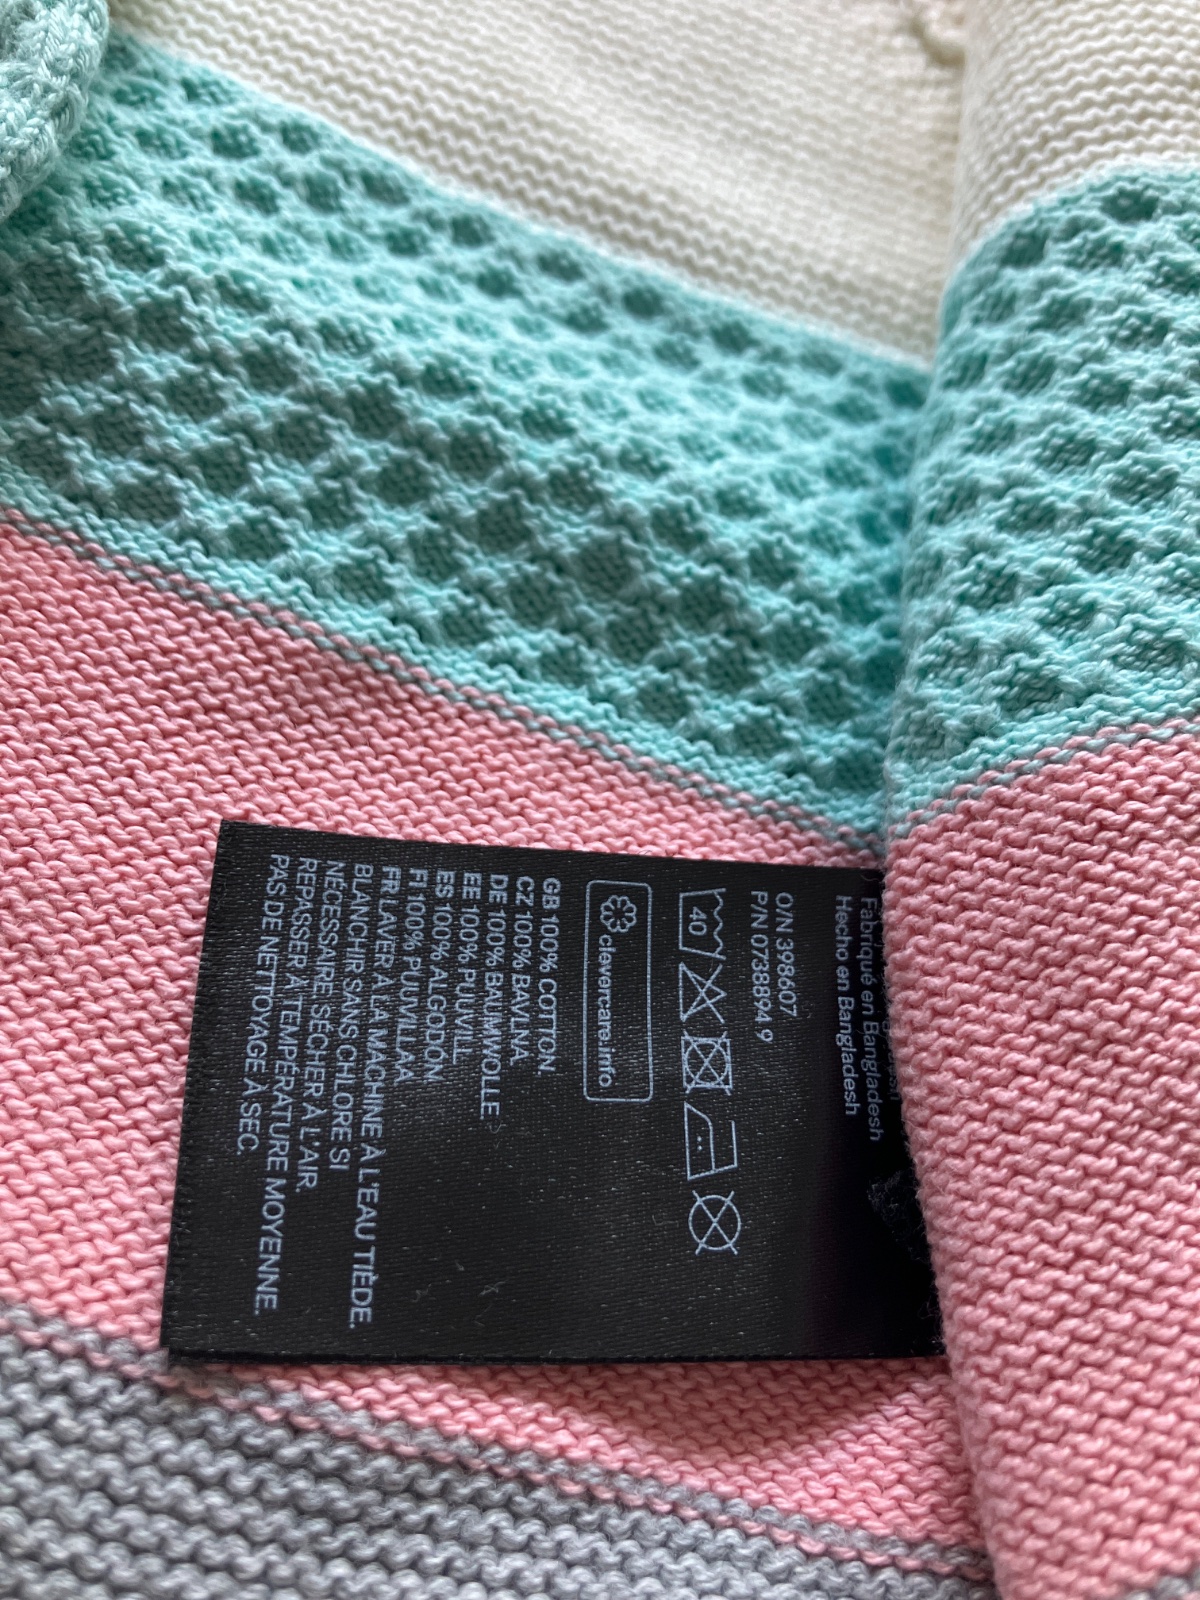 Fabriqué en Bangladesh
Hecho en Bangladesh
O/N 398607
P/N 0738894 9
40
clevercare.info
GB 100% COTTON
CZ 100% BAVLNA
DE 100% BAUMWOLLE
EE 100% PUUVILL
ES 100% ALGODÓN
FI 100% PUUVILLAA
FR LAVER À LA MACHINE À L'EAU TIÈDE.
BLANCHIR SANS CHLORE SI
NÉCESSAIRE. SÉCHER À L'AIR.
REPASSER À TEMPÉRATURE MOYENNE.
PAS DE NETTOYAGE À SEC.